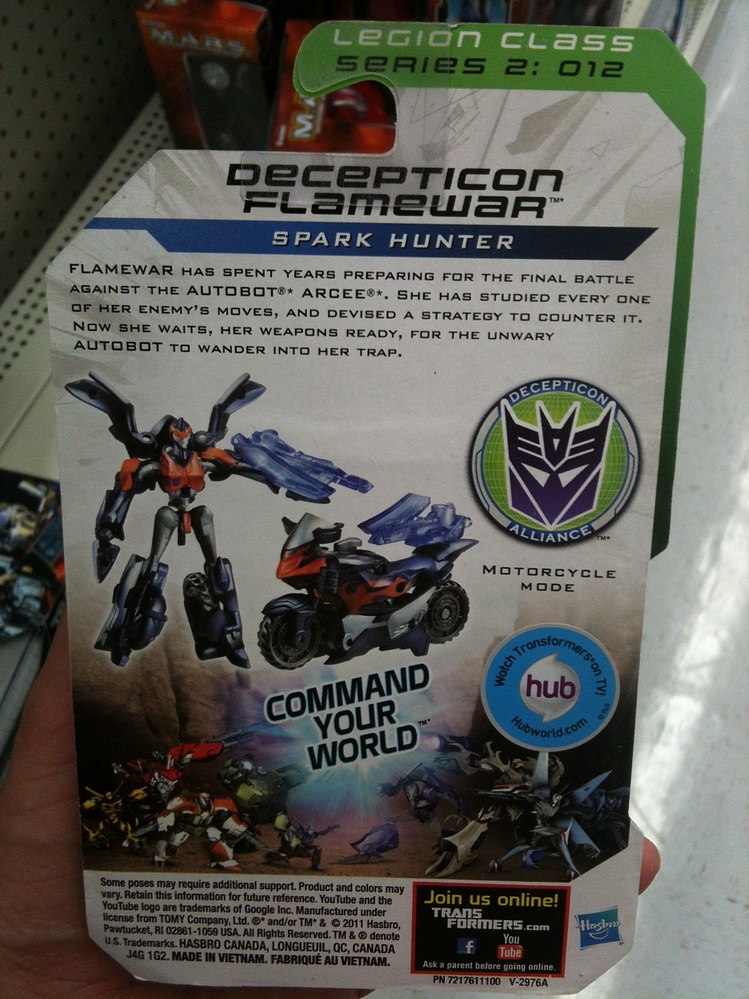 M.A.R.S.
M.A
LEGION CLASS
SERIES 2: 012
DECEPTICON
FLAMEWAR™*
SPARK HUNTER
FLAMEWAR HAS SPENT YEARS PREPARING FOR THE FINAL BATTLE
AGAINST THE AUTOBOT®* ARCEE®*. SHE HAS STUDIED EVERY ONE
OF HER ENEMY'S MOVES, AND DEVISED A STRATEGY TO COUNTER IT.
NOW SHE WAITS, HER WEAPONS READY, FOR THE UNWARY
AUTOBOT TO WANDER INTO HER TRAP.
DECEPTICON
ALLIANCE™*
MOTORCYCLE
MODE
Watch Transformers* on TV!
hub
Hubworld.com
COMMAND
YOUR
WORLD™*
Some poses may require additional support. Product and colors may
vary. Retain this information for future reference. YouTube and the
YouTube logo are trademarks of Google Inc. Manufactured under
license from TOMY Company, Ltd. ®* and/or TM* & © 2011 Hasbro,
Pawtucket, RI 02861-1059 USA. All Rights Reserved. TM & ® denote
U.S. Trademarks. HASBRO CANADA, LONGUEUIL, QC, CANADA
J4G 1G2. MADE IN VIETNAM. FABRIQUÉ AU VIETNAM.
Join us online!
TRANSFORMERS.com
f
You
Tube
Ask a parent before going online.
Hasbro
PN 7217611100 V-2976A